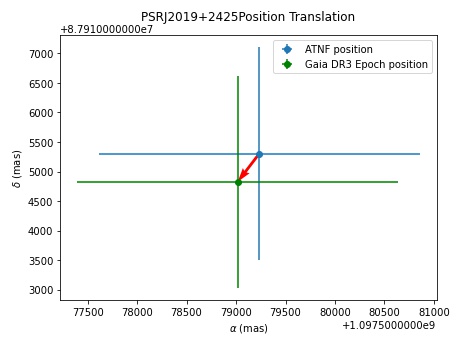 PSRJ2019+2425Position Translation
+8.7910000000e7
ATNF position
Gaia DR3 Epoch position
7000
6500
6000
5500
5000
4500
4000
3500
3000
δ (mas)
77500 78000 78500 79000 79500 80000 80500 81000
α (mas)
+1.0975000000e9